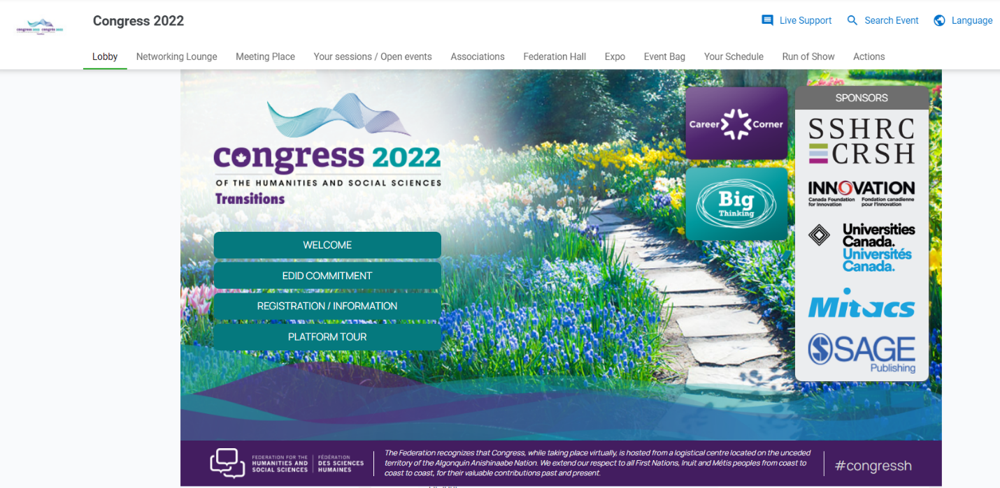 congress 2022 congrès 2022
Congress 2022
Live Support
Search Event
Language
Lobby
Networking Lounge
Meeting Place
Your sessions / Open events
Associations
Federation Hall
Expo
Event Bag
Your Schedule
Run of Show
Actions
congress 2022
OF THE HUMANITIES AND SOCIAL SCIENCES
Transitions
WELCOME
EDID COMMITMENT
REGISTRATION / INFORMATION
PLATFORM TOUR
Career Corner
Big
Thinking
SPONSORS
SSHRC
CRSH
INNOVATION
Canada Foundation
for Innovation
Fondation canadienne
pour l'innovation
Universities
Canada.
Universités
Canada.
Mitacs
SAGE
Publishing
FEDERATION FOR THE
HUMANITIES AND
SOCIAL SCIENCES
FÉDÉRATION
DES SCIENCES
HUMAINES
The Federation recognizes that Congress, while taking place virtually, is hosted from a logistical centre located on the unceded
territory of the Algonquin Anishinaabe Nation. We extend our respect to all First Nations, Inuit and Métis peoples from coast to
coast to coast, for their valuable contributions past and present.
#congressh